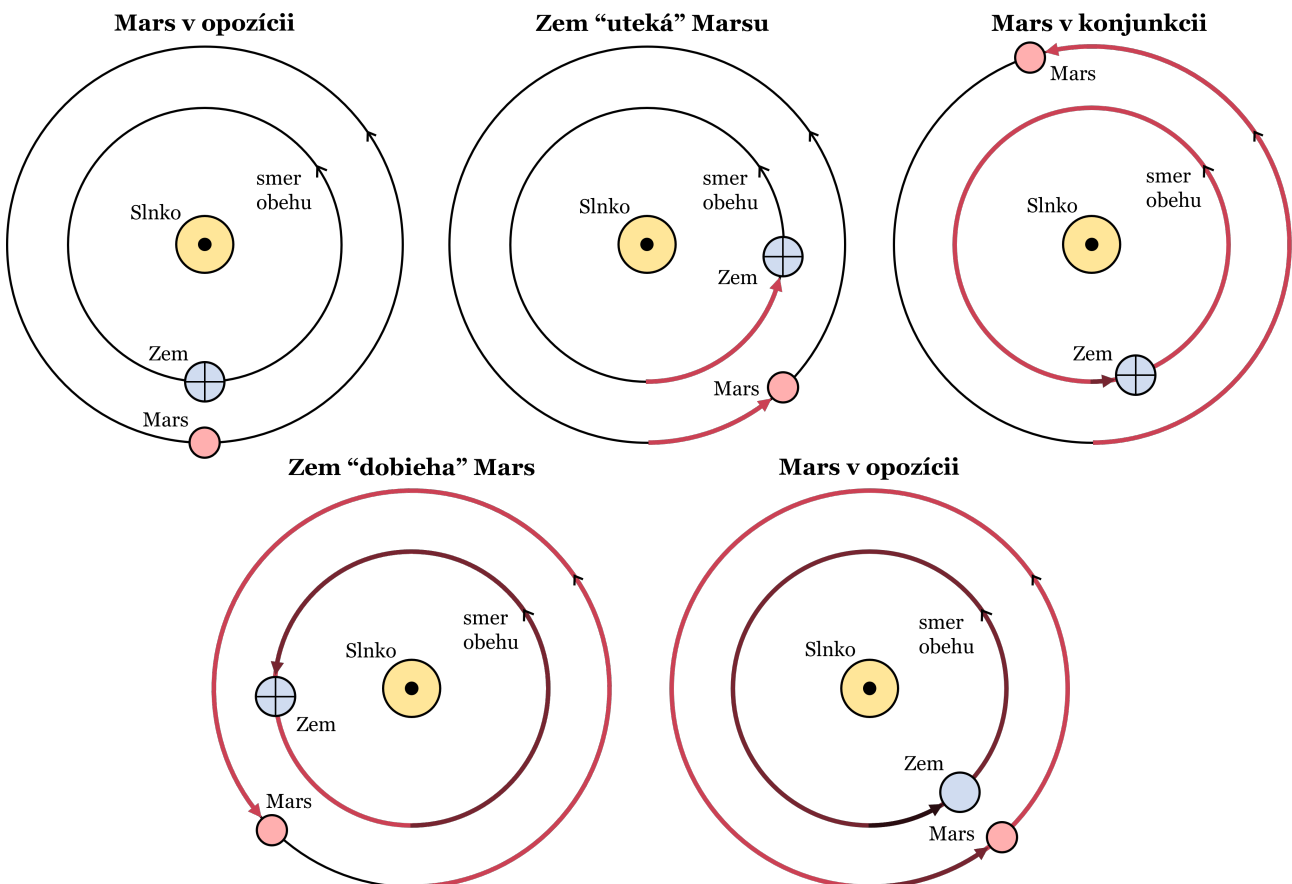 Mars v opozícii
smer
obehu
Slnko
Zem
Mars
Zem “uteká” Marsu
smer
obehu
Slnko
Zem
Mars
Mars v konjunkcii
Mars
smer
obehu
Slnko
Zem
Zem “dobieha” Mars
smer
obehu
Slnko
Zem
Mars
Mars v opozícii
smer
obehu
Slnko
Zem
Mars